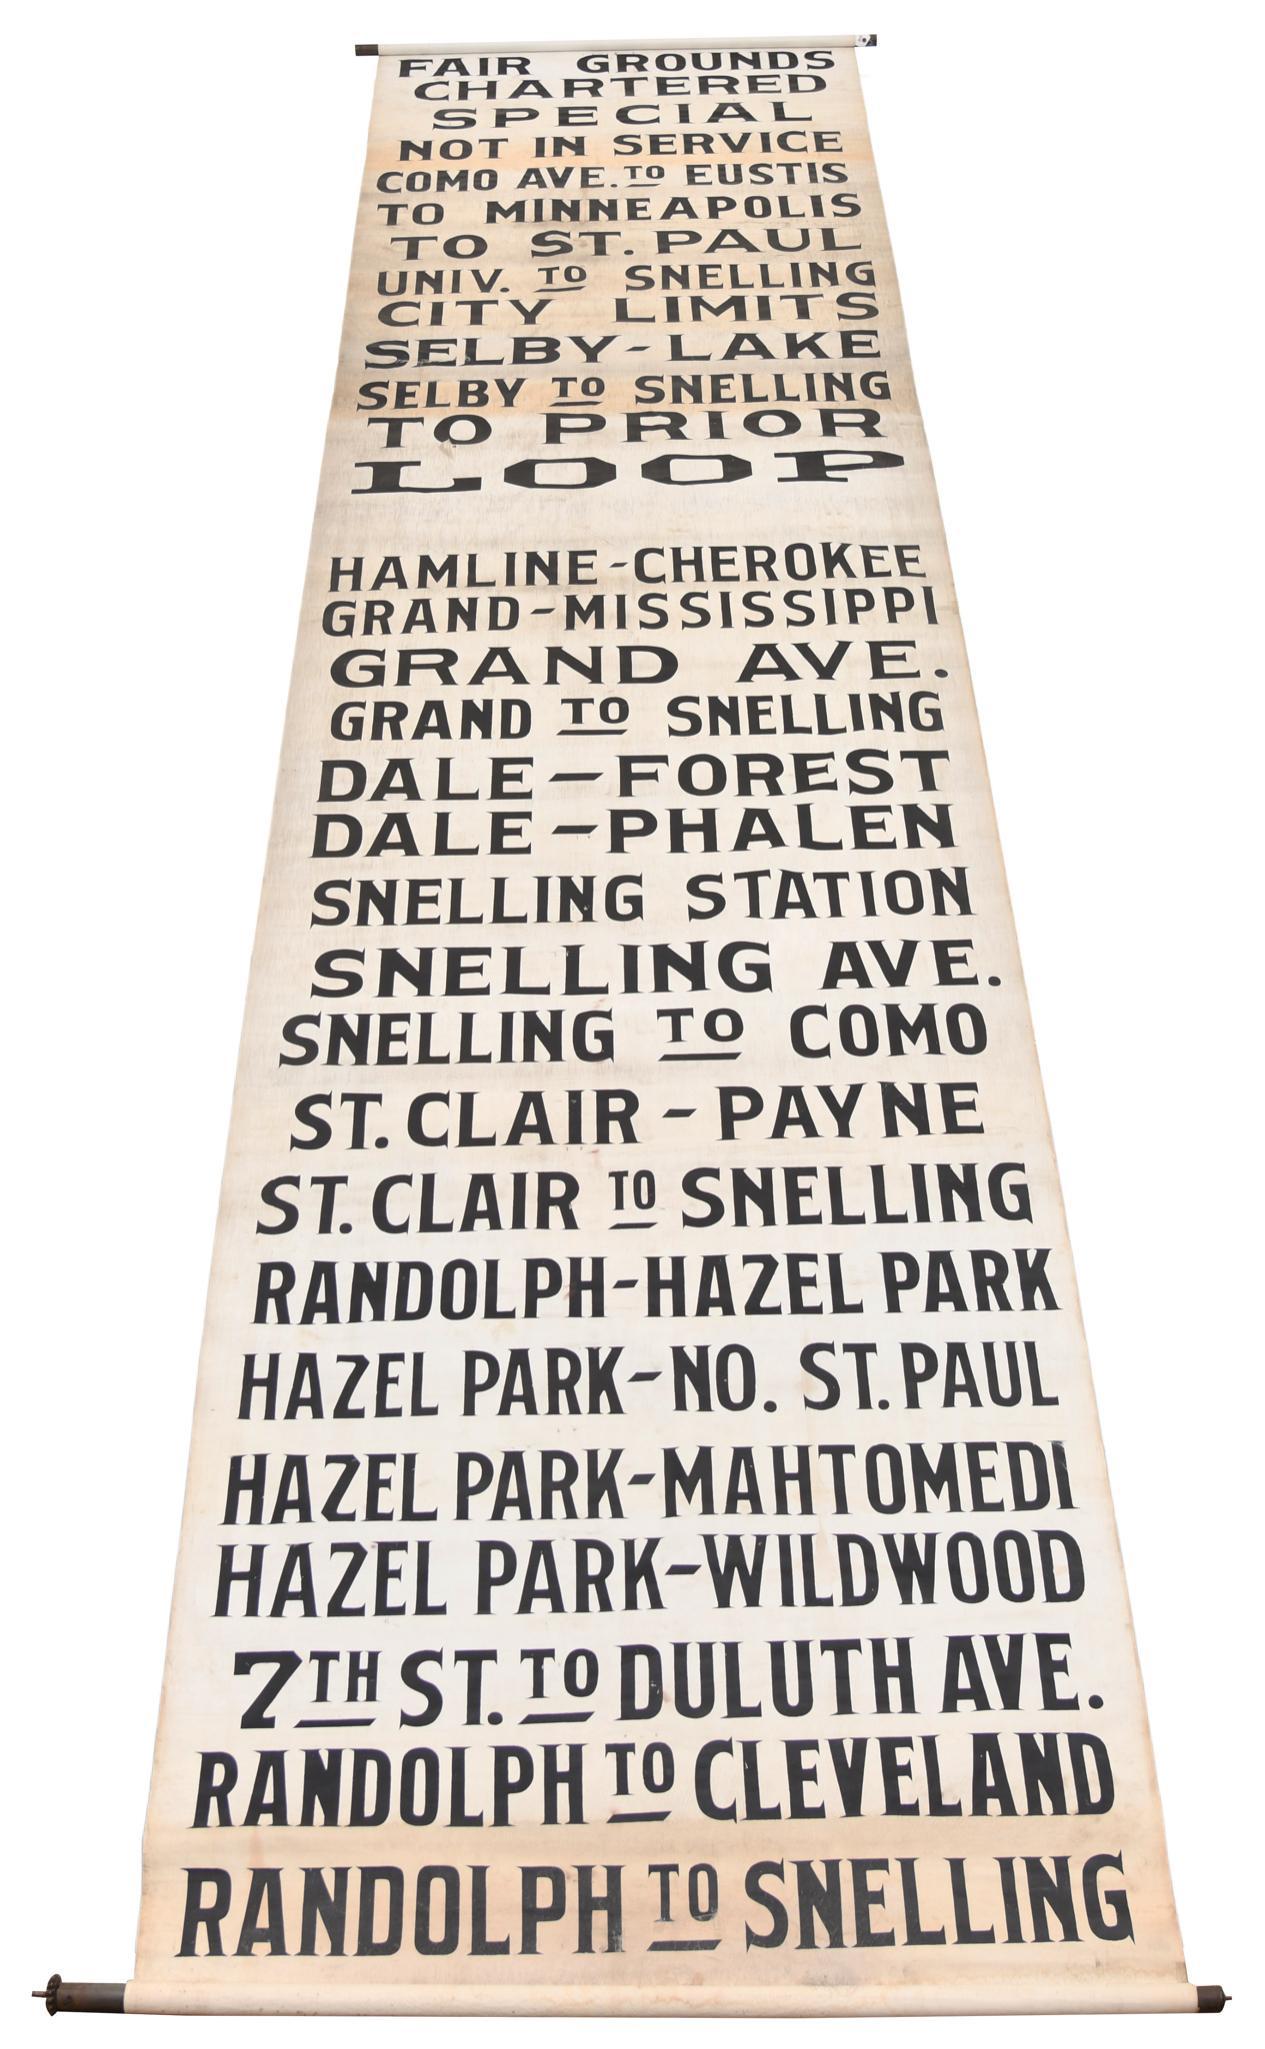 FAIR GROUNDS
CHARTERED
SPECIAL
NOT IN SERVICE
COMO AVE. TO EUSTIS
TO MINNEAPOLIS
TO ST. PAUL
UNIV. TO SNELLING
CITY LIMITS
SELBY-LAKE
SELBY TO SNELLING
TO PRIOR
LOOP
HAMLINE-CHEROKEE
GRAND-MISSISSIPPI
GRAND AVE.
GRAND TO SNELLING
DALE-FOREST
DALE-PHALEN
SNELLING STATION
SNELLING AVE.
SNELLING TO COMO
ST. CLAIR-PAYNE
ST. CLAIR TO SNELLING
RANDOLPH-HAZEL PARK
HAZEL PARK-NO. ST. PAUL
HAZEL PARK-MAHTOMEDI
HAZEL PARK-WILDWOOD
7TH ST. TO DULUTH AVE.
RANDOLPH TO CLEVELAND
RANDOLPH TO SNELLING